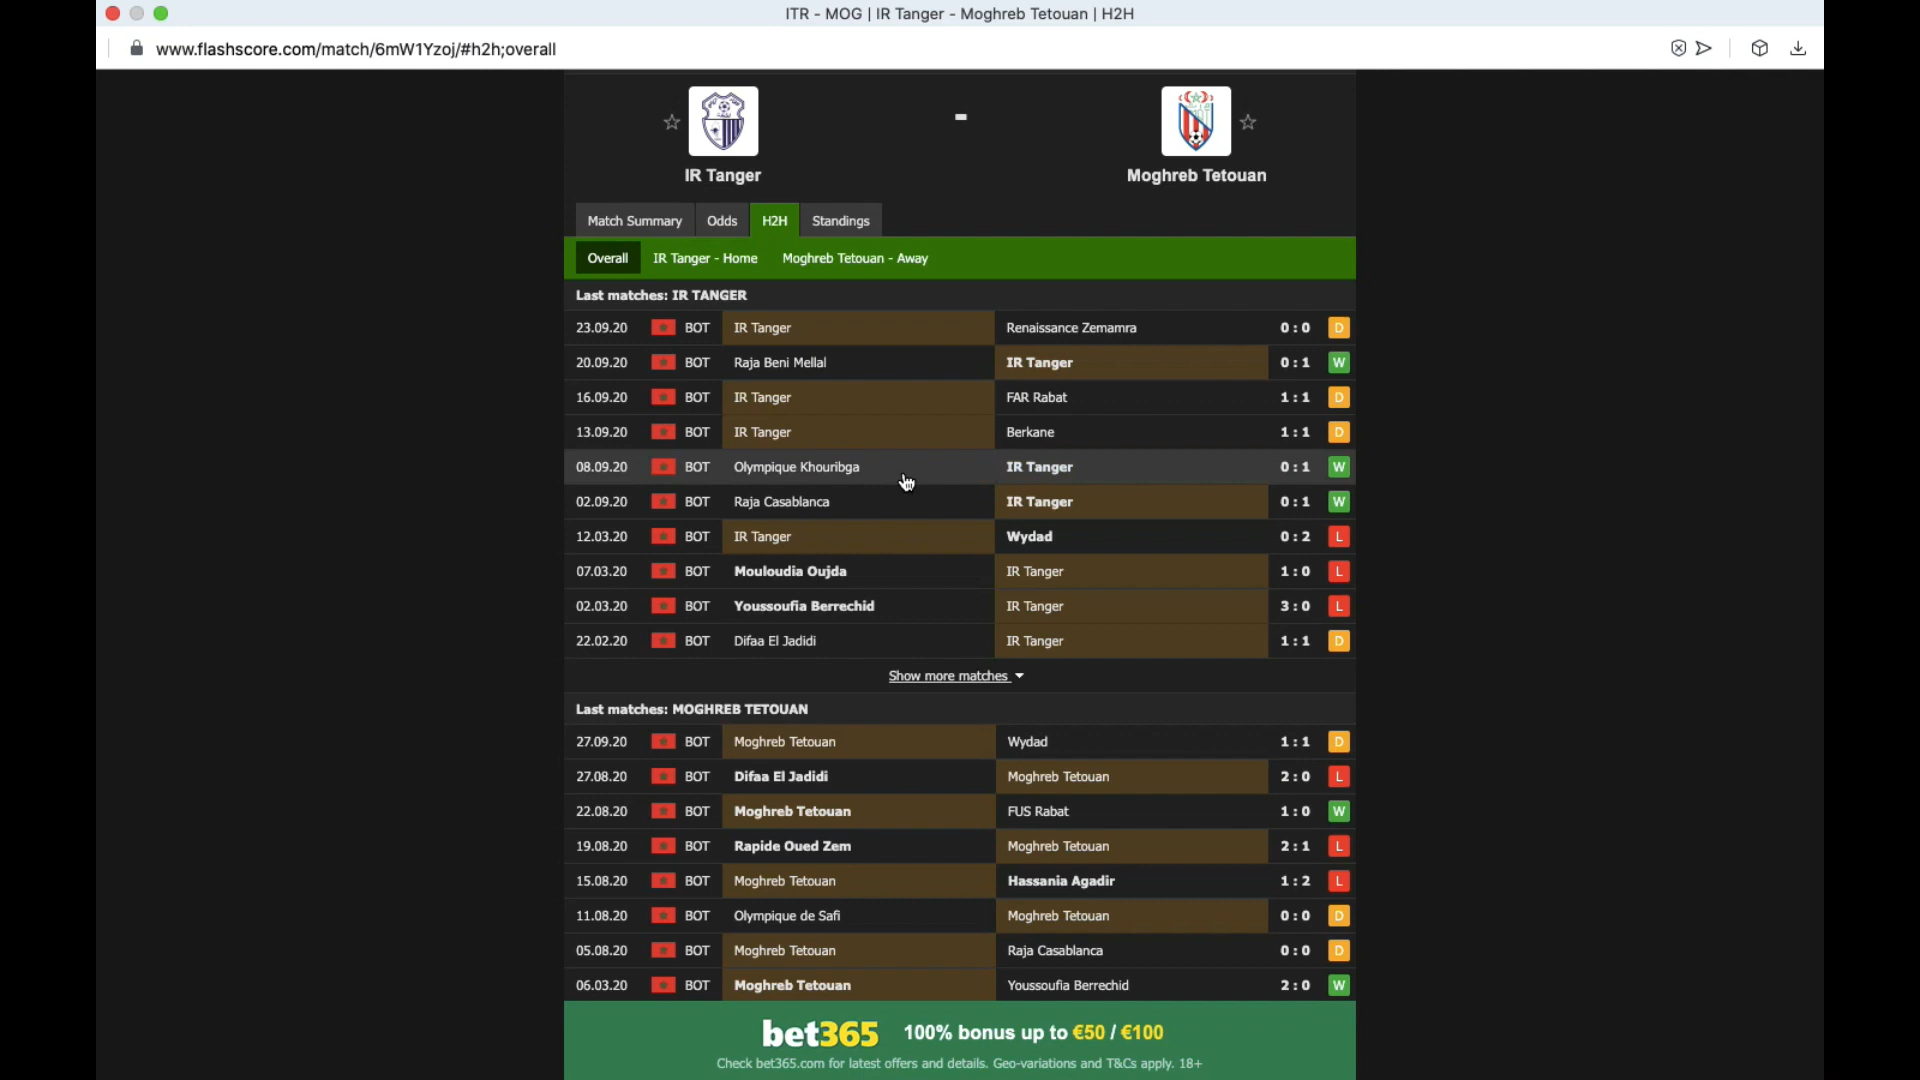 ITR - MOG | IR Tanger - Moghreb Tetouan | H2H
www.flashscore.com/match/6mW1Yzoj/#h2h;overall
-
IR Tanger Moghreb Tetouan
Match Summary Odds H2H Standings
Overall IR Tanger - Home Moghreb Tetouan - Away
Last matches: IR TANGER
23.09.20 BOT IR Tanger Renaissance Zemamra 0 : 0 D
20.09.20 BOT Raja Beni Mellal IR Tanger 0 : 1 W
16.09.20 BOT IR Tanger FAR Rabat 1 : 1 D
13.09.20 BOT IR Tanger Berkane 1 : 1 D
08.09.20 BOT Olympique Khouribga IR Tanger 0 : 1 W
02.09.20 BOT Raja Casablanca IR Tanger 0 : 1 W
12.03.20 BOT IR Tanger Wydad 0 : 2 L
07.03.20 BOT Mouloudia Oujda IR Tanger 1 : 0 L
02.03.20 BOT Youssoufia Berrechid IR Tanger 3 : 0 L
22.02.20 BOT Difaa El Jadidi IR Tanger 1 : 1 D
Show more matches
Last matches: MOGHREB TETOUAN
27.09.20 BOT Moghreb Tetouan Wydad 1 : 1 D
27.08.20 BOT Difaa El Jadidi Moghreb Tetouan 2 : 0 L
22.08.20 BOT Moghreb Tetouan FUS Rabat 1 : 0 W
19.08.20 BOT Rapide Oued Zem Moghreb Tetouan 2 : 1 L
15.08.20 BOT Moghreb Tetouan Hassania Agadir 1 : 2 L
11.08.20 BOT Olympique de Safi Moghreb Tetouan 0 : 0 D
05.08.20 BOT Moghreb Tetouan Raja Casablanca 0 : 0 D
06.03.20 BOT Moghreb Tetouan Youssoufia Berrechid 2 : 0 W
bet365 100% bonus up to €50 / €100
Check bet365.com for latest offers and details. Geo-variations and T&Cs apply. 18+